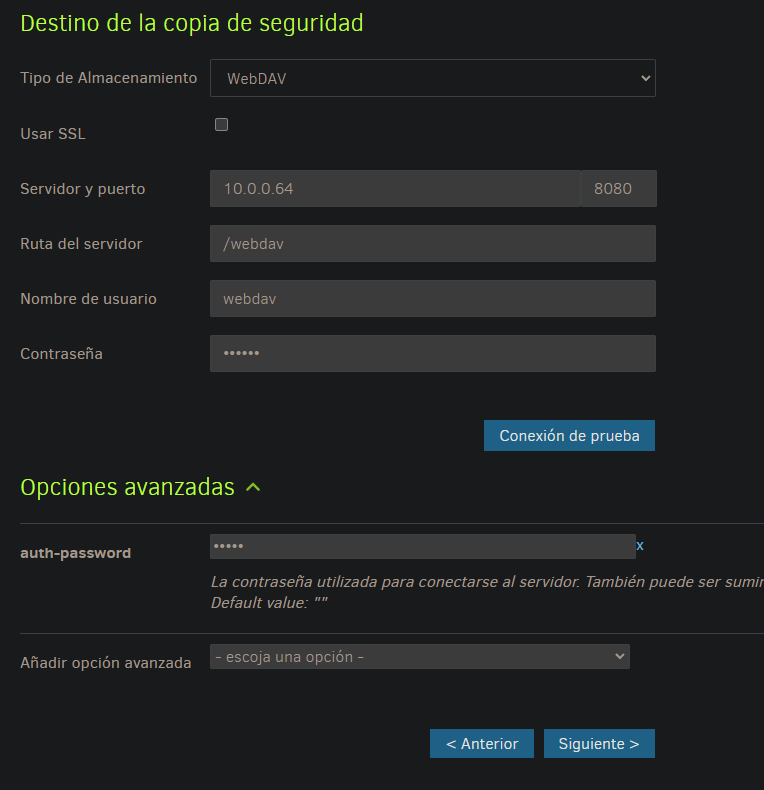 Destino de la copia de seguridad
Tipo de Almacenamiento WebDAV
Usar SSL
Servidor y puerto 10.0.0.64 8080
Ruta del servidor /webdav
Nombre de usuario webdav
Contraseña ••••••
Conexión de prueba
Opciones avanzadas
auth-password ••••• x
La contraseña utilizada para conectarse al servidor. También puede ser sumin
Default value: ""
Añadir opción avanzada - escoja una opción -
< Anterior Siguiente >